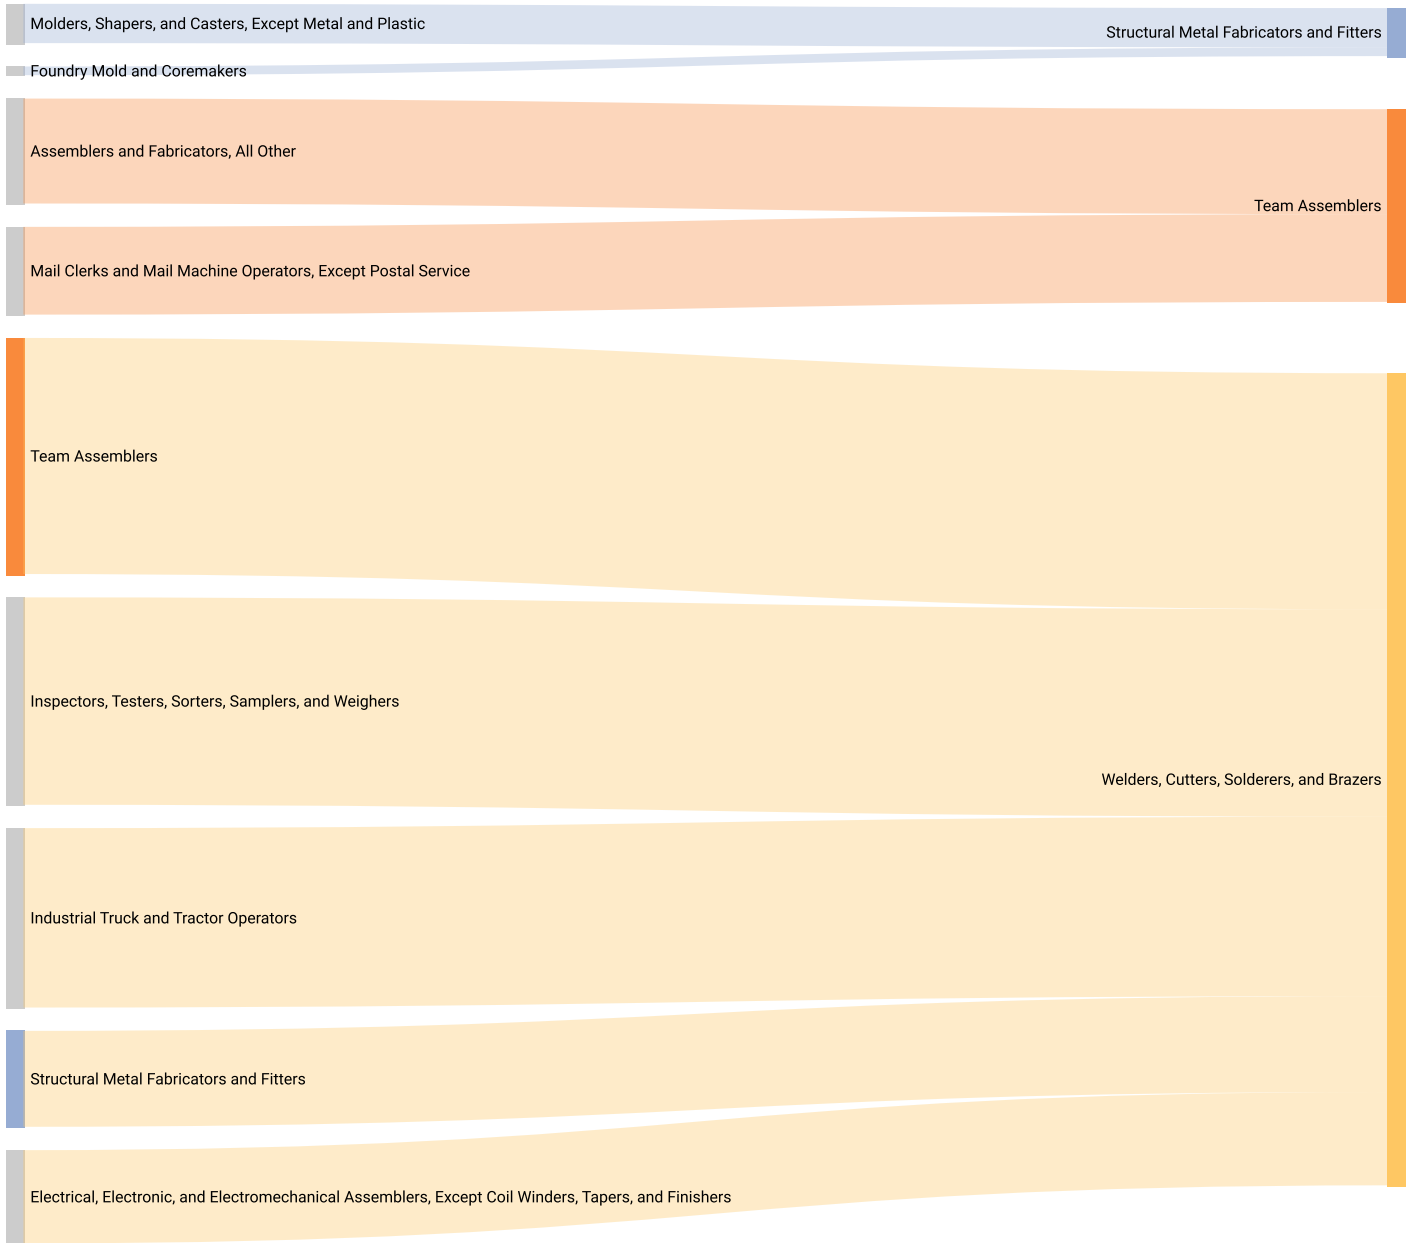 Molders, Shapers, and Casters, Except Metal and Plastic
Structural Metal Fabricators and Fitters
Foundry Mold and Coremakers
Assemblers and Fabricators, All Other
Team Assemblers
Mail Clerks and Mail Machine Operators, Except Postal Service
Team Assemblers
Inspectors, Testers, Sorters, Samplers, and Weighers
Welders, Cutters, Solderers, and Brazers
Industrial Truck and Tractor Operators
Structural Metal Fabricators and Fitters
Electrical, Electronic, and Electromechanical Assemblers, Except Coil Winders, Tapers, and Finishers